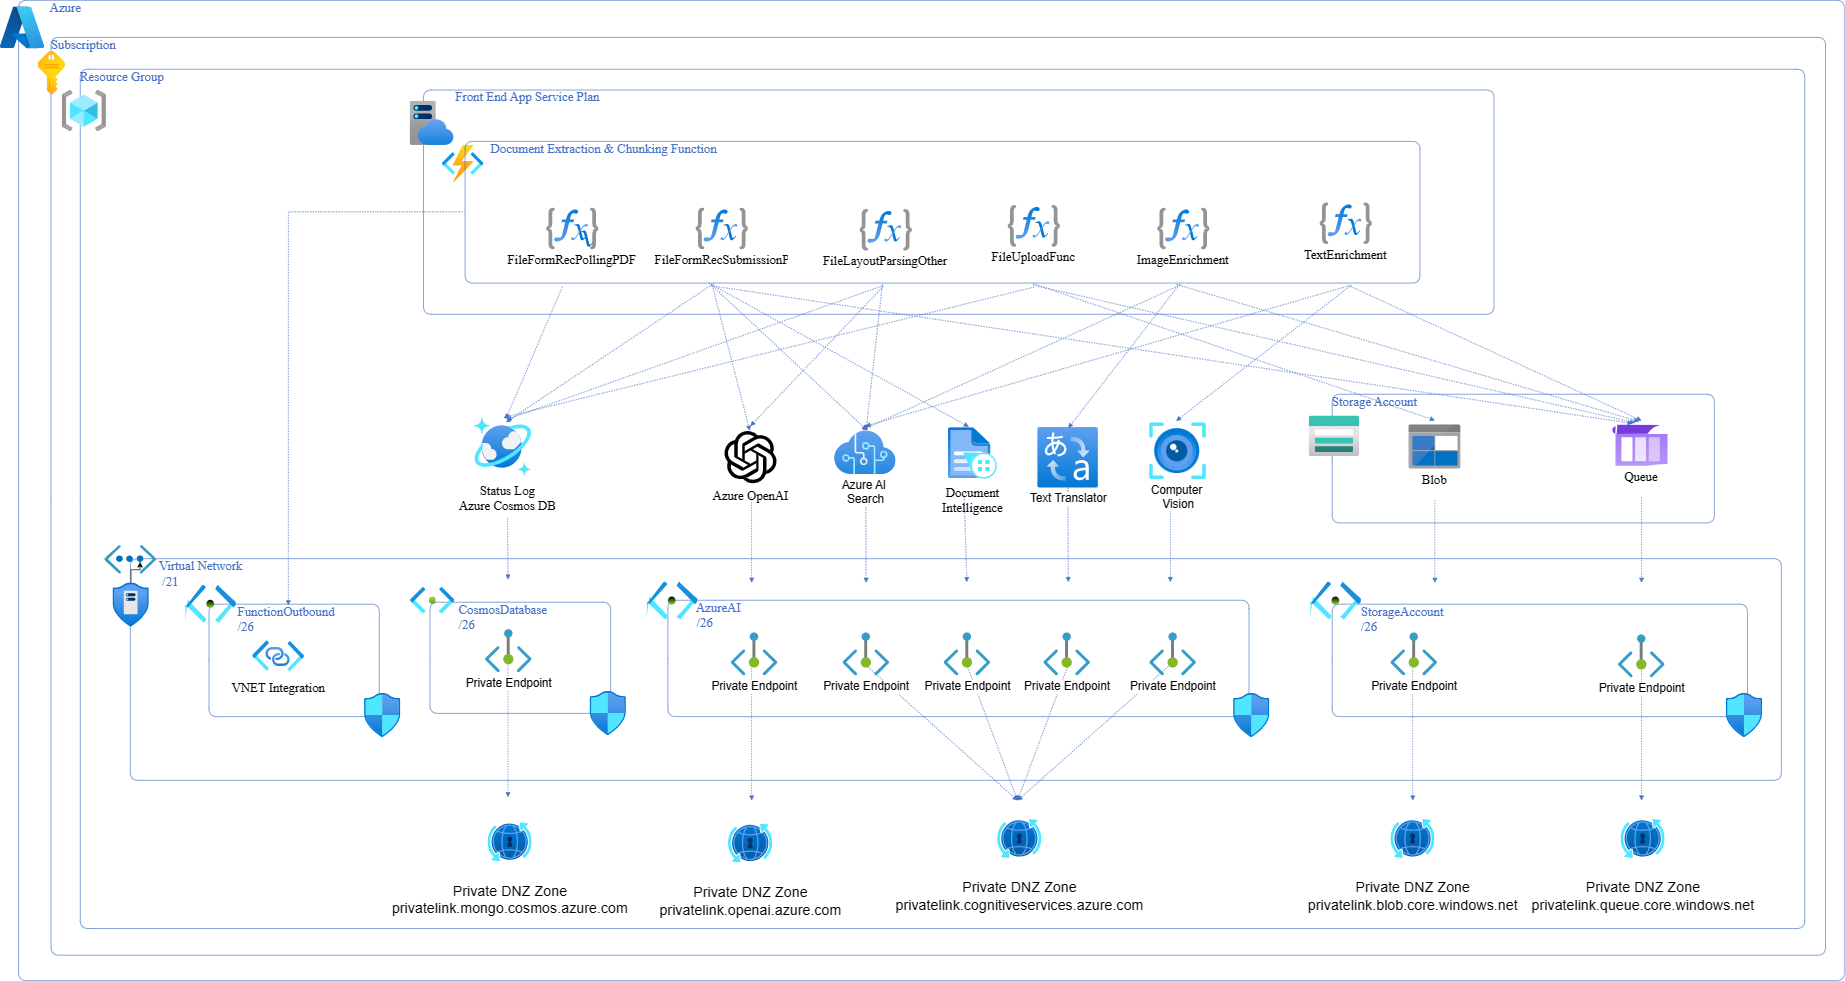 Azure
Subscription
Resource Group
Front End App Service Plan
Document Extraction & Chunking Function
FileFormRecPollingPDF
FileFormRecSubmissionP
FileLayoutParsingOther
FileUploadFunc
ImageEnrichment
TextEnrichment
Status Log
Azure Cosmos DB
Azure OpenAI
Azure AI
Search
Document
Intelligence
Text Translator
Computer
Vision
Storage Account
Blob
Queue
Virtual Network
/21
FunctionOutbound
/26
VNET Integration
CosmosDatabase
/26
Private Endpoint
AzureAI
/26
Private Endpoint
Private Endpoint
Private Endpoint
Private Endpoint
Private Endpoint
StorageAccount
/26
Private Endpoint
Private Endpoint
Private DNZ Zone
privatelink.mongo.cosmos.azure.com
Private DNZ Zone
privatelink.openai.azure.com
Private DNZ Zone
privatelink.cognitiveservices.azure.com
Private DNZ Zone
privatelink.blob.core.windows.net
Private DNZ Zone
privatelink.queue.core.windows.net